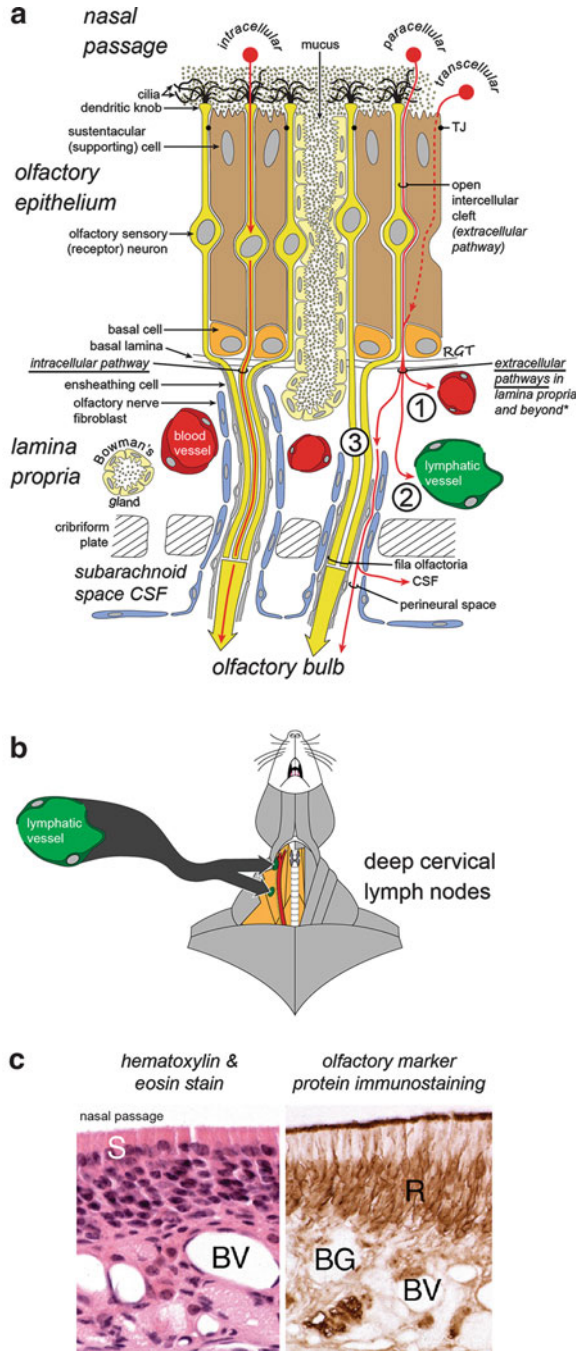 a
nasal
passage
intracellular
mucus
paracellular
transcellular
cilia
dendritic knob
sustentacular
(supporting) cell
TJ
olfactory
epithelium
open
intercellular
cleft
(extracellular
pathway)
olfactory sensory
(receptor) neuron
basal cell
basal lamina
RGT
intracellular pathway
extracellular
pathways in
lamina propria
and beyond*
ensheathing cell
olfactory nerve
fibroblast
1
3
blood
vessel
lamina
propria
Bowman's
gland
2
lymphatic
vessel
cribriform
plate
fila olfactoria
CSF
subarachnoid
space CSF
perineural space
olfactory bulb
b
lymphatic
vessel
deep cervical
lymph nodes
c
hematoxylin &
eosin stain
olfactory marker
protein immunostaining
nasal passage
S
BV
R
BG
BV